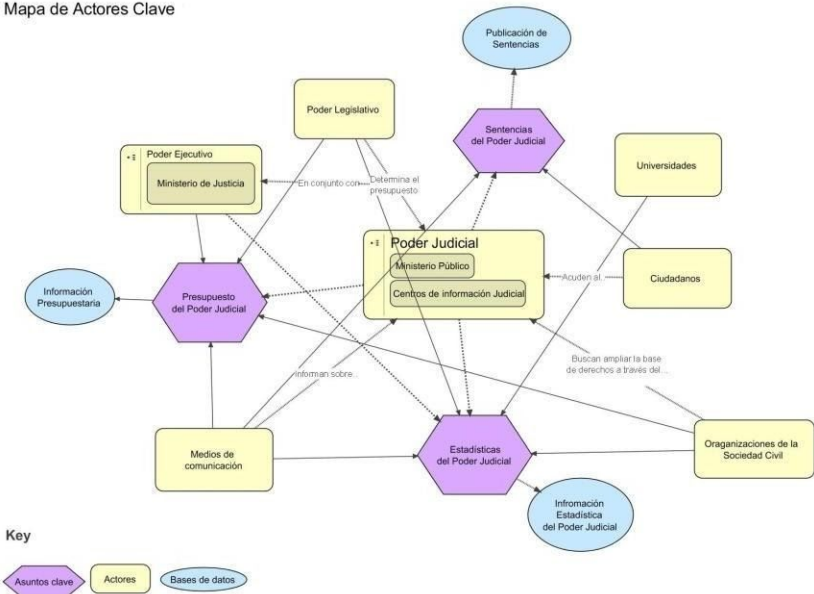 Mapa de Actores Clave
Publicación de
Sentencias
Poder Legislativo
Sentencias
del Poder Judicial
Poder Ejecutivo
Ministerio de Justicia
Universidades
En conjunto con
Determina el
presupuesto
Poder Judicial
Ministerio Público
Centros de información Judicial
Acuden al..
Ciudadanos
Información
Presupuestaria
Presupuesto
del Poder Judicial
Buscan ampliar la base
de derechos a través del...
Informan sobre..
Medios de
comunicación
Estadísticas
del Poder Judicial
Oraganizaciones de la
Sociedad Civil
Infromación
Estadística
del Poder Judicial
Key
Asuntos clave
Actores
Bases de datos